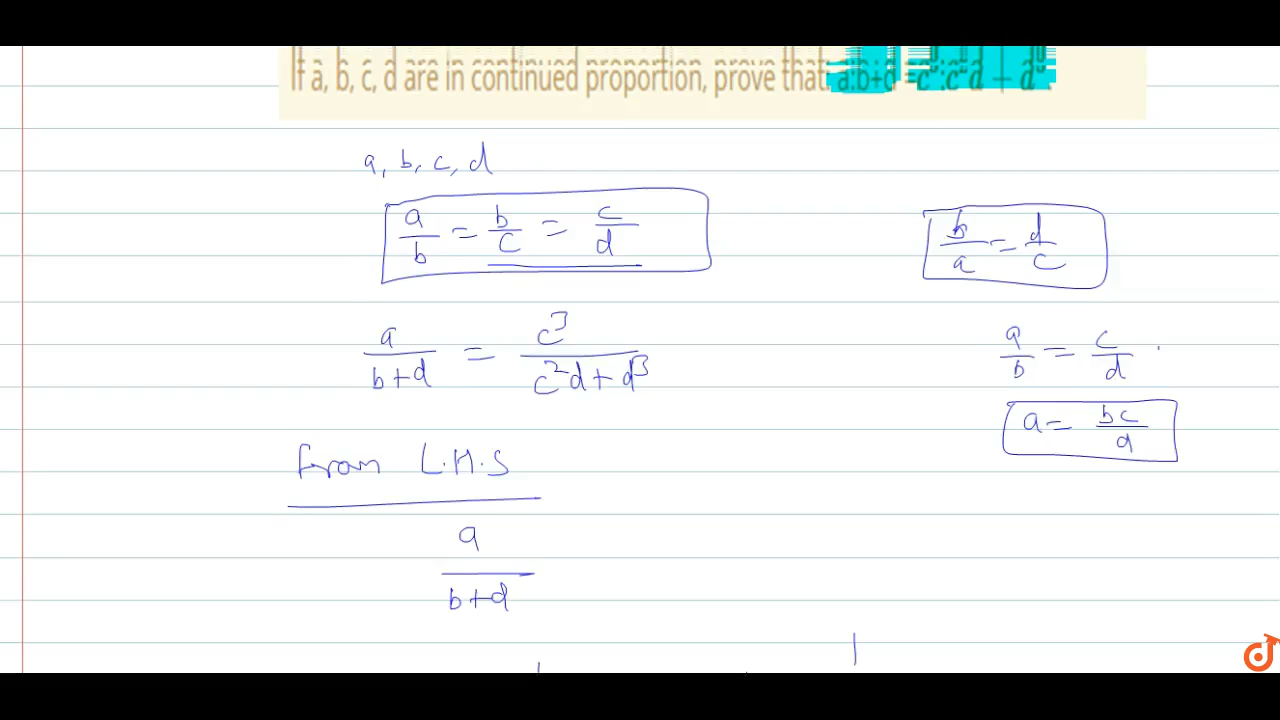 If a, b, c, d are in continued proportion, prove that: a:b+d = c³:c²d + d³.
a, b, c, d
a/b = b/c = c/d
b/a = d/c
a/(b+d) = c³/(c²d+d³)
a/b = c/d
a = bc/d
from L.H.S
a/(b+d)